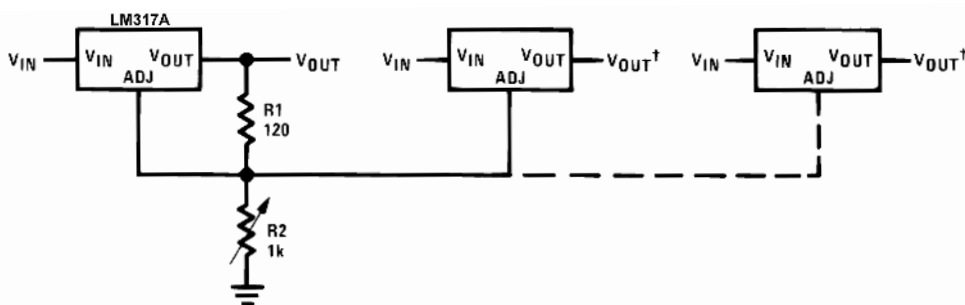 LM317A
VIN VIN VOUT ADJ VOUT
VIN VIN VOUT ADJ VOUT†
VIN VIN VOUT ADJ VOUT†
R1
120
R2
1k